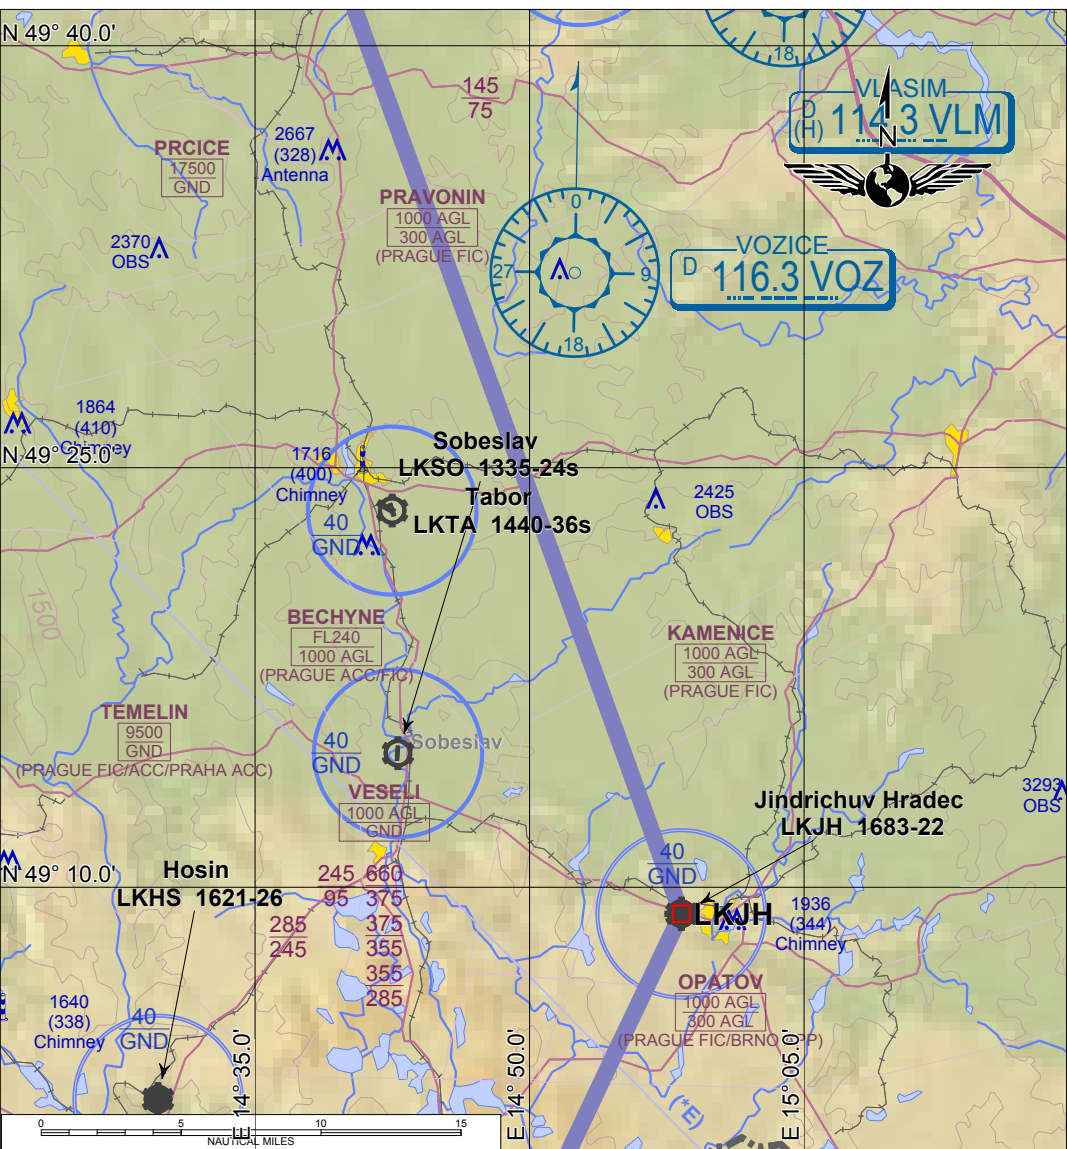 N 49° 40.0'
18
145
75
VLASIM
D
(H) 114.3 VLM
N
2667
(328)
Antenna
PRCICE
17500
GND
PRAVONIN
1000 AGL
300 AGL
(PRAGUE FIC)
0
27
9
18
2370
OBS
VOZICE
D 116.3 VOZ
1864
(410)
Chimney
N 49° 25.0'
1716
(400)
Chimney
Sobeslav
LKSO 1335-24s
Tabor
LKTA 1440-36s
40
GND
2425
OBS
1500
BECHYNE
FL240
1000 AGL
(PRAGUE ACC/FIC)
KAMENICE
1000 AGL
300 AGL
(PRAGUE FIC)
TEMELIN
9500
GND
(PRAGUE FIC/ACC/PRAHA ACC)
40
GND
Sobeslav
VESELI
1000 AGL
GND
3293
OBS
Jindrichuv Hradec
LKJH 1683-22
40
GND
N 49° 10.0'
Hosin
LKHS 1621-26
245
95
660
375
375
355
355
285
285
245
LKJH
1936
(344)
Chimney
OPATOV
1000 AGL
300 AGL
(PRAGUE FIC/BRNO APP)
1640
(338)
Chimney
40
GND
E 14° 35.0'
E 14° 50.0'
E 15° 05.0'
(*E)
0 5 10 15
NAUTICAL MILES